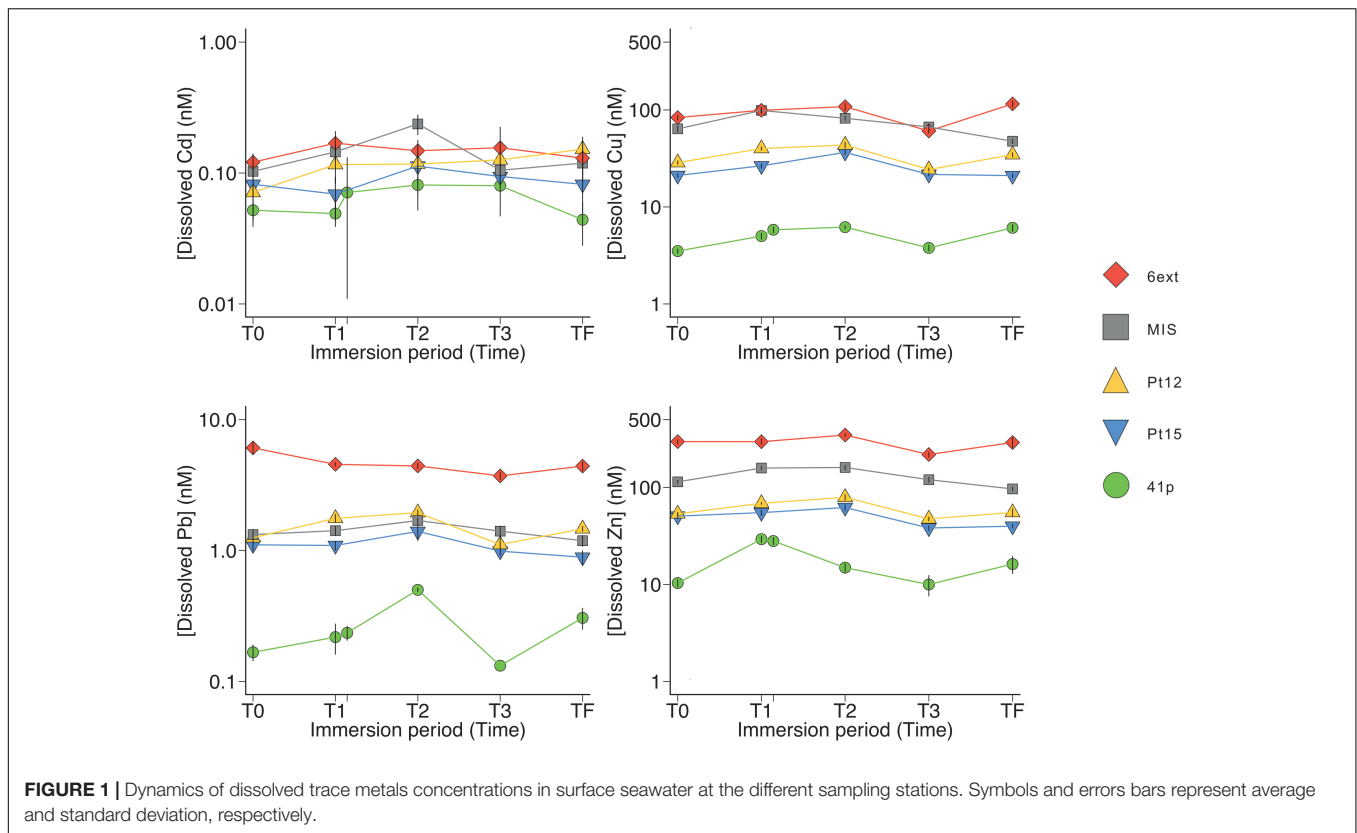 1.00
0.10
0.01
[Dissolved Cd] (nM)
T0 T1 T2 T3 TF
Immersion period (Time)
500
100
10
1
[Dissolved Cu] (nM)
T0 T1 T2 T3 TF
Immersion period (Time)
10.0
1.0
0.1
[Dissolved Pb] (nM)
T0 T1 T2 T3 TF
Immersion period (Time)
500
100
10
1
[Dissolved Zn] (nM)
T0 T1 T2 T3 TF
Immersion period (Time)
6ext
MIS
Pt12
Pt15
41p
FIGURE 1 | Dynamics of dissolved trace metals concentrations in surface seawater at the different sampling stations. Symbols and errors bars represent average
and standard deviation, respectively.